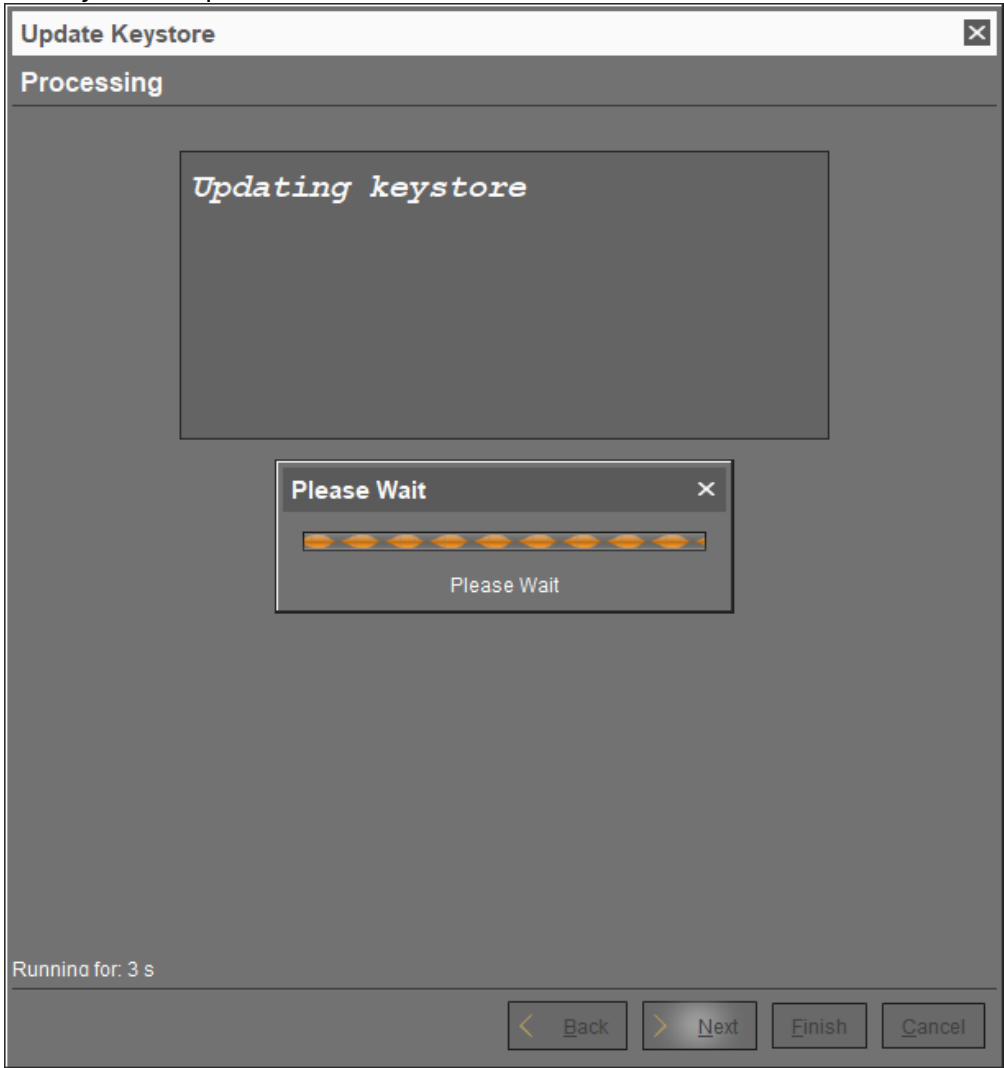 Update Keystore
Processing
Updating keystore
Please Wait
Please Wait
Running for: 3 s
Back
Next
Finish
Cancel